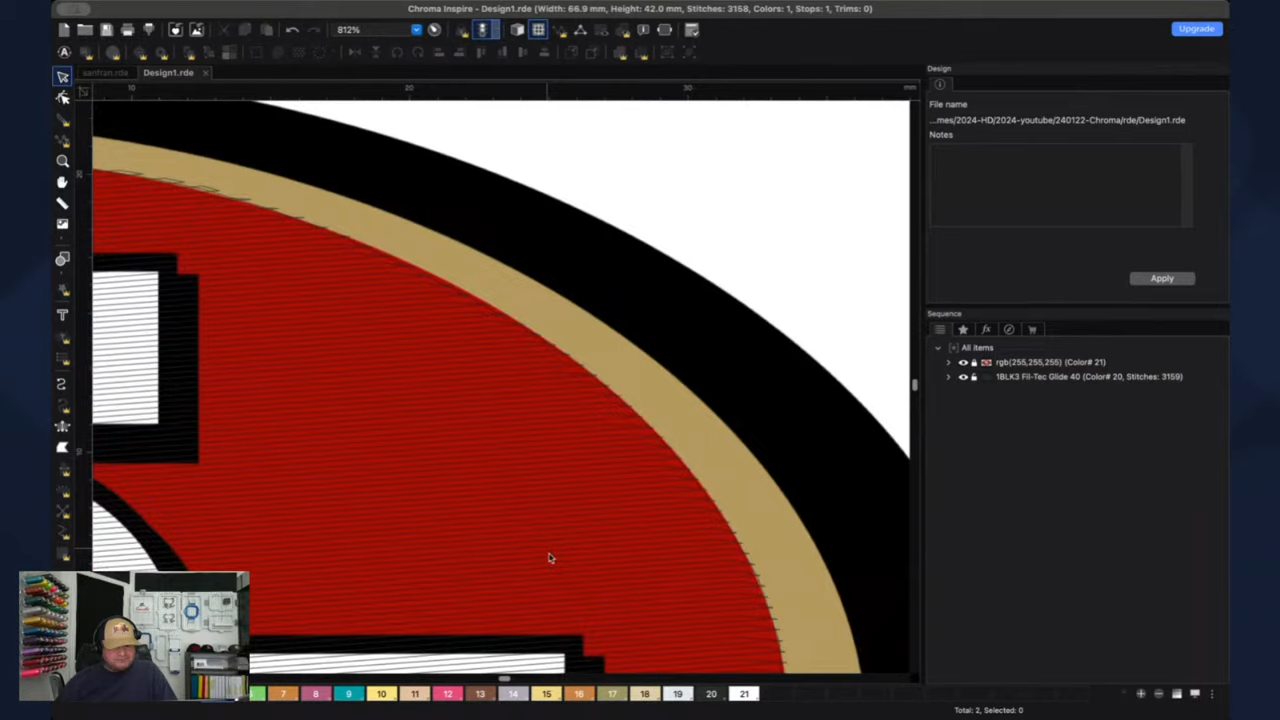 Chroma Inspire - Design1.rde (Width: 66.9 mm, Height: 42.0 mm, Stitches: 3158, Colors: 1, Stops: 1, Trims: 0)
812%
Upgrade
sanfran.rde Design1.rde
Design
10 20 30 mm
File name
...mes/2024-HD/2024-youtube/240122-Chroma/rde/Design1.rde
Notes
20
Apply
Sequence
All items
rgb(255,255,255) (Color# 21)
1BLK3 Fil-Tec Glide 40 (Color# 20, Stitches: 3159)
10
7 8 9 10 11 12 13 14 15 16 17 18 19 20 21
Total: 2, Selected: 0